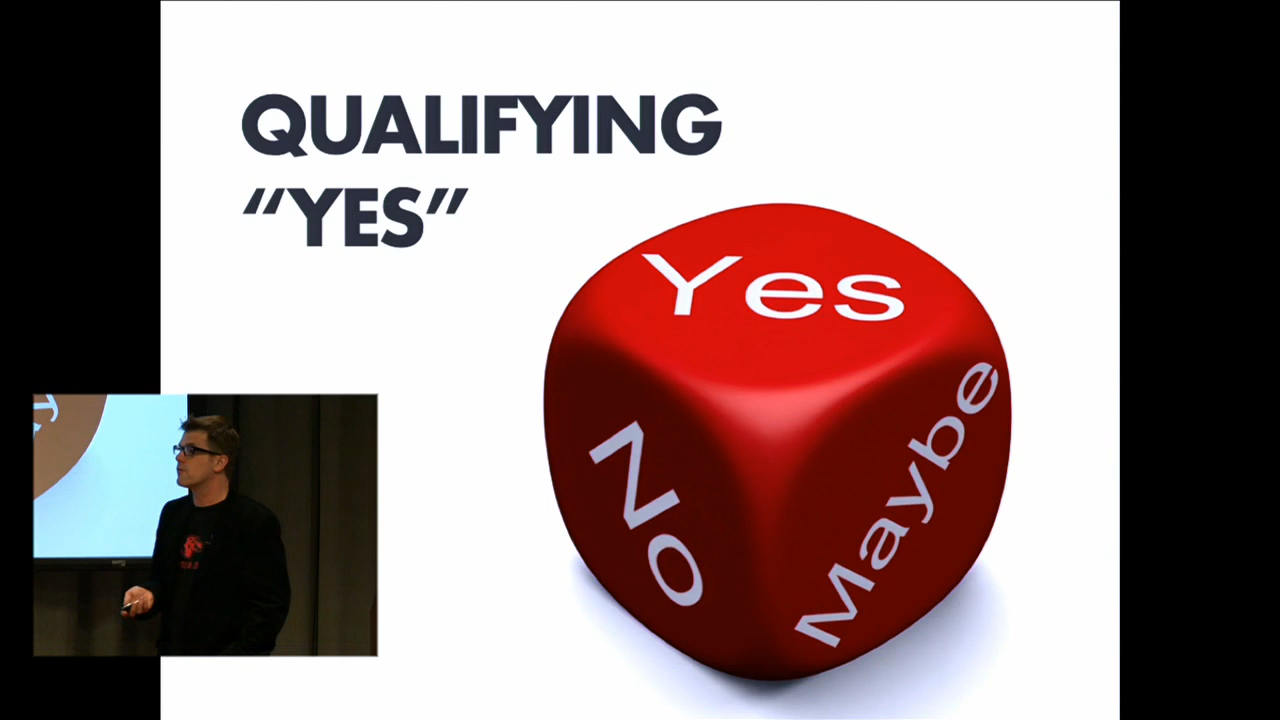 QUALIFYING
“YES”
Yes
No
Maybe